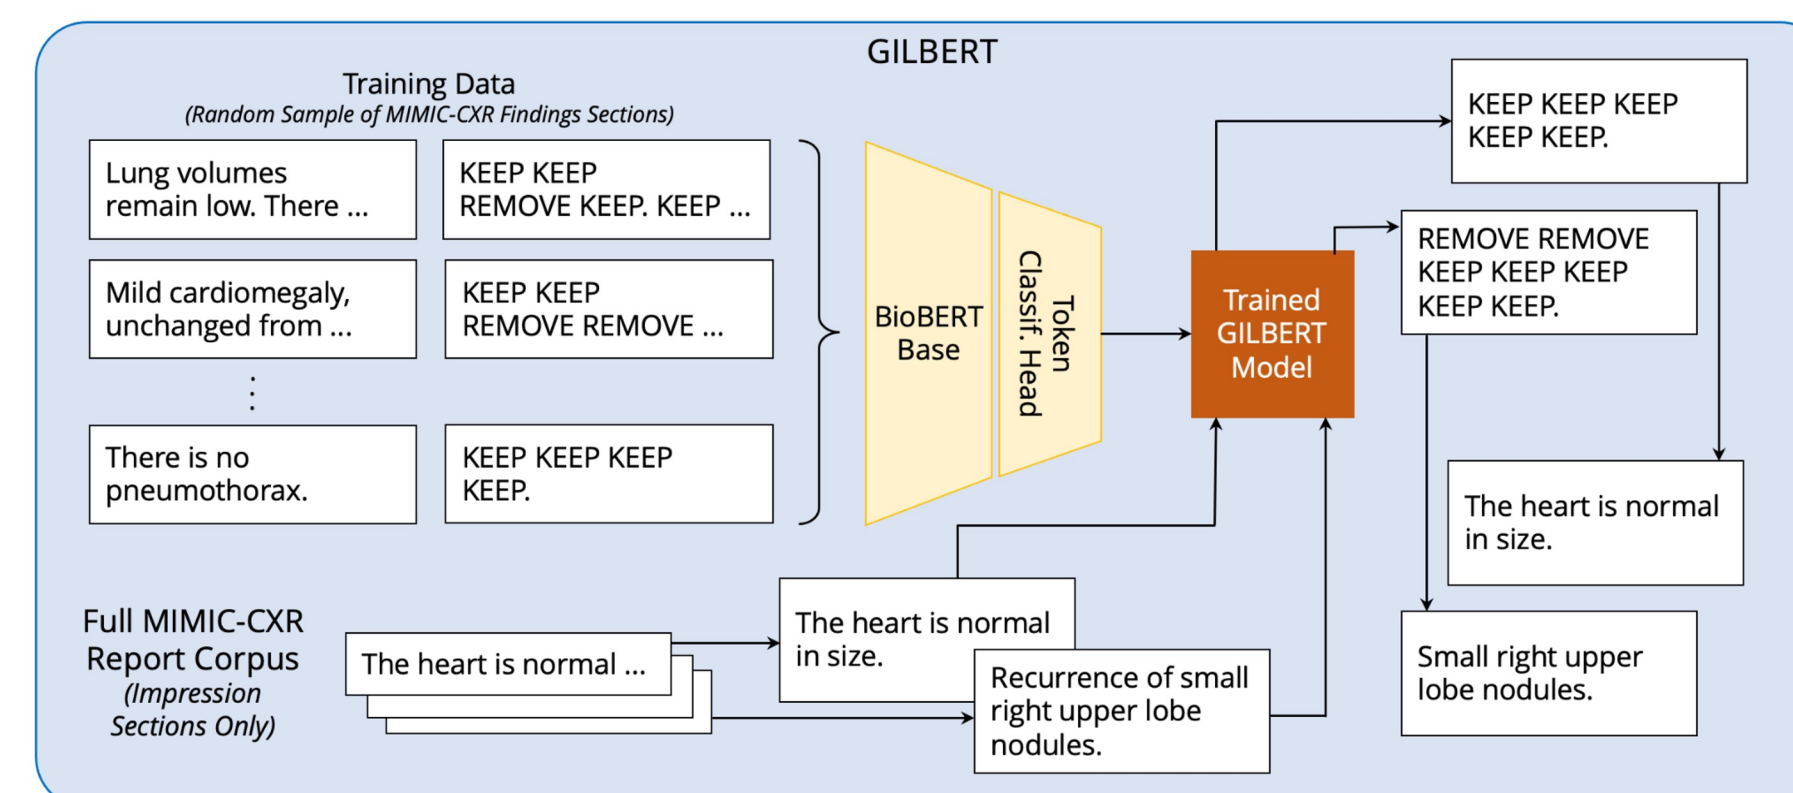 GILBERT
Training Data
(Random Sample of MIMIC-CXR Findings Sections)
Lung volumes
remain low. There ...
KEEP KEEP
REMOVE KEEP. KEEP ...
Mild cardiomegaly,
unchanged from ...
KEEP KEEP
REMOVE REMOVE ...
There is no
pneumothorax.
KEEP KEEP KEEP
KEEP.
BioBERT
Base
Token
Classif. Head
Trained
GILBERT
Model
KEEP KEEP KEEP
KEEP KEEP.
REMOVE REMOVE
KEEP KEEP KEEP
KEEP KEEP.
The heart is normal
in size.
Small right upper
lobe nodules.
Full MIMIC-CXR
Report Corpus
(Impression
Sections Only)
The heart is normal ...
The heart is normal
in size.
Recurrence of small
right upper lobe
nodules.